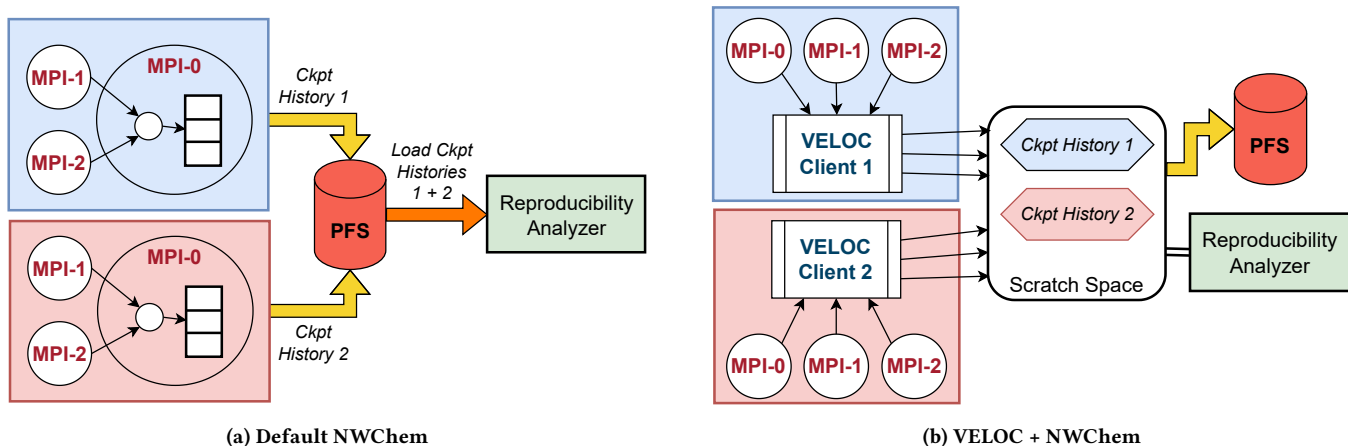 MPI-1
MPI-0
MPI-2
Ckpt
History 1
Load Ckpt
Histories
1 + 2
PFS
Reproducibility
Analyzer
MPI-1
MPI-0
MPI-2
Ckpt
History 2
(a) Default NWChem
MPI-0
MPI-1
MPI-2
VELOC
Client 1
Ckpt History 1
PFS
Ckpt History 2
VELOC
Client 2
Scratch Space
Reproducibility
Analyzer
MPI-0
MPI-1
MPI-2
(b) VELOC + NWChem